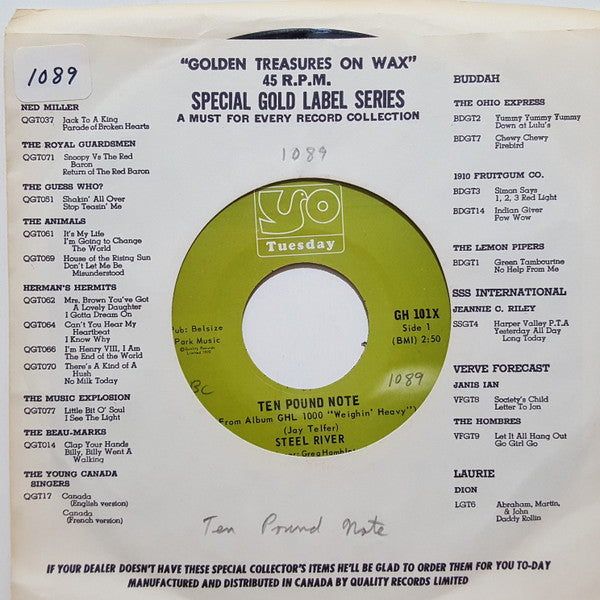 1089
"GOLDEN TREASURES ON WAX"
45 R.P.M.
SPECIAL GOLD LABEL SERIES
A MUST FOR EVERY RECORD COLLECTION
1089
NED MILLER
QGT037 Jack To A King
Parade of Broken Hearts
THE ROYAL GUARDSMEN
QGT071 Snoopy Vs The Red
Baron
Return of The Red Baron
THE GUESS WHO?
QGT051 Shakin' All Over
Stop Teasin' Me
THE ANIMALS
QGT061 It's My Life
I'm Going to Change
The World
QGT069 House of the Rising Sun
Don't Let Me Be
Misunderstood
HERMAN'S HERMITS
QGT062 Mrs. Brown You've Got
A Lovely Daughter
I Gotta Dream On
QGT064 Can't You Hear My
Heartbeat
I Know Why
QGT066 I'm Henry VIII, I Am
The End of the World
QGT070 There's A Kind of A
Hush
No Milk Today
THE MUSIC EXPLOSION
QGT077 Little Bit O' Soul
I See The Light
THE BEAU-MARKS
QGT014 Clap Your Hands
Billy, Billy Went A
Walking
THE YOUNG CANADA
SINGERS
QGT17 Canada
(English version)
Canada
(French version)
Tuesday
GH 101X
Side 1
(BMI) 2:50
Pub: Belsize
Park Music
1089
BC
TEN POUND NOTE
From Album GHL 1000 "Weighin' Heavy"
(Jay Telfer)
STEEL RIVER
Greg Hambl
Ten Pound Note
BUDDAH
THE OHIO EXPRESS
BDGT2 Yummy Yummy Yummy
Down at Lulu's
BDGT7 Chewy Chewy
Firebird
1910 FRUITGUM CO.
BDGT3 Simon Says
1, 2, 3 Red Light
BDGT14 Indian Giver
Pow Wow
THE LEMON PIPERS
BDGT1 Green Tambourine
No Help From Me
SSS INTERNATIONAL
JEANNIE C. RILEY
SSGT4 Harper Valley P.T.A
Yesterday All Day
Long Today
VERVE FORECAST
JANIS IAN
VFGT8 Society's Child
Letter To Jon
THE HOMBRES
VFGT9 Let It All Hang Out
Go Girl Go
LAURIE
DION
LGT6 Abraham, Martin,
& John
Daddy Rollin
IF YOUR DEALER DOESN'T HAVE THESE SPECIAL COLLECTOR'S ITEMS HE'LL BE GLAD TO ORDER THEM FOR YOU TO-DAY
MANUFACTURED AND DISTRIBUTED IN CANADA BY QUALITY RECORDS LIMITED